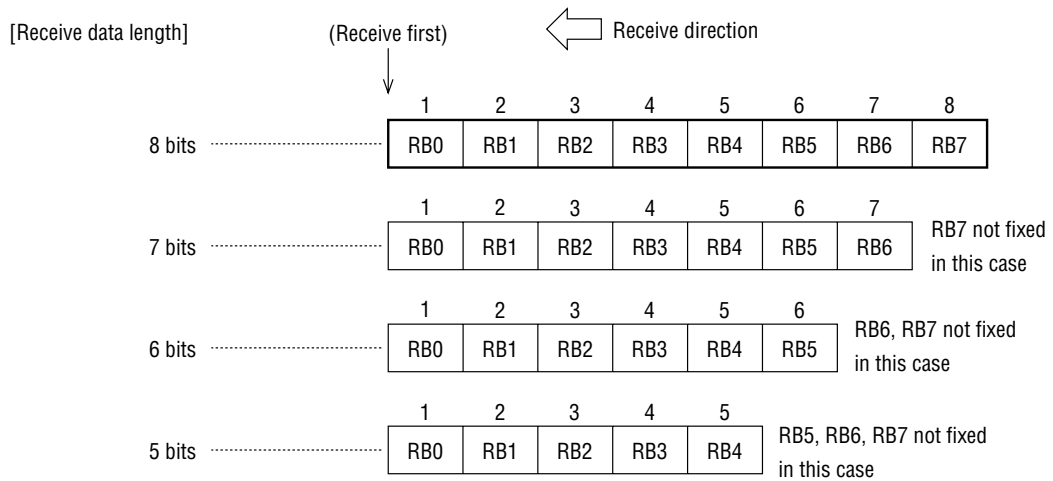 [Receive data length] (Receive first) Receive direction
1 2 3 4 5 6 7 8
8 bits RB0 RB1 RB2 RB3 RB4 RB5 RB6 RB7
1 2 3 4 5 6 7
7 bits RB0 RB1 RB2 RB3 RB4 RB5 RB6
RB7 not fixed
in this case
1 2 3 4 5 6
6 bits RB0 RB1 RB2 RB3 RB4 RB5
RB6, RB7 not fixed
in this case
1 2 3 4 5
5 bits RB0 RB1 RB2 RB3 RB4
RB5, RB6, RB7 not fixed
in this case